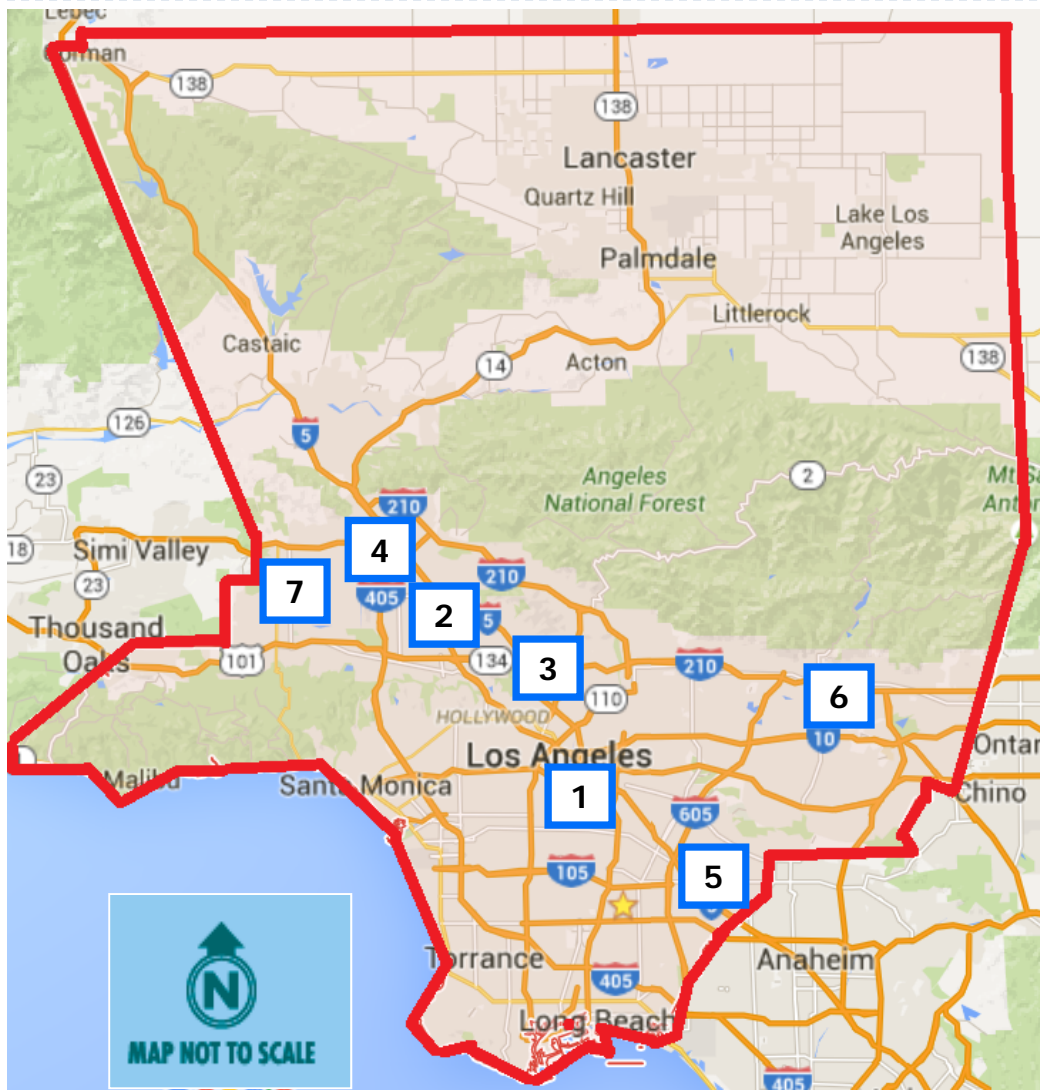 Lebec
Gorman
138
138
Lancaster
Quartz Hill
Lake Los
Angeles
Palmdale
Littlerock
Castaic
14
Acton
138
126
5
23
Angeles
National Forest
2
210
18
Simi Valley
4
7
405
210
23
2
5
Thousand
Oaks
101
134
3
210
6
110
HOLLYWOOD
10
Los Angeles
Malibu
Santa Monica
1
605
Chino
105
5
Torrance
Anaheim
405
Long Beach
N
MAP NOT TO SCALE
405